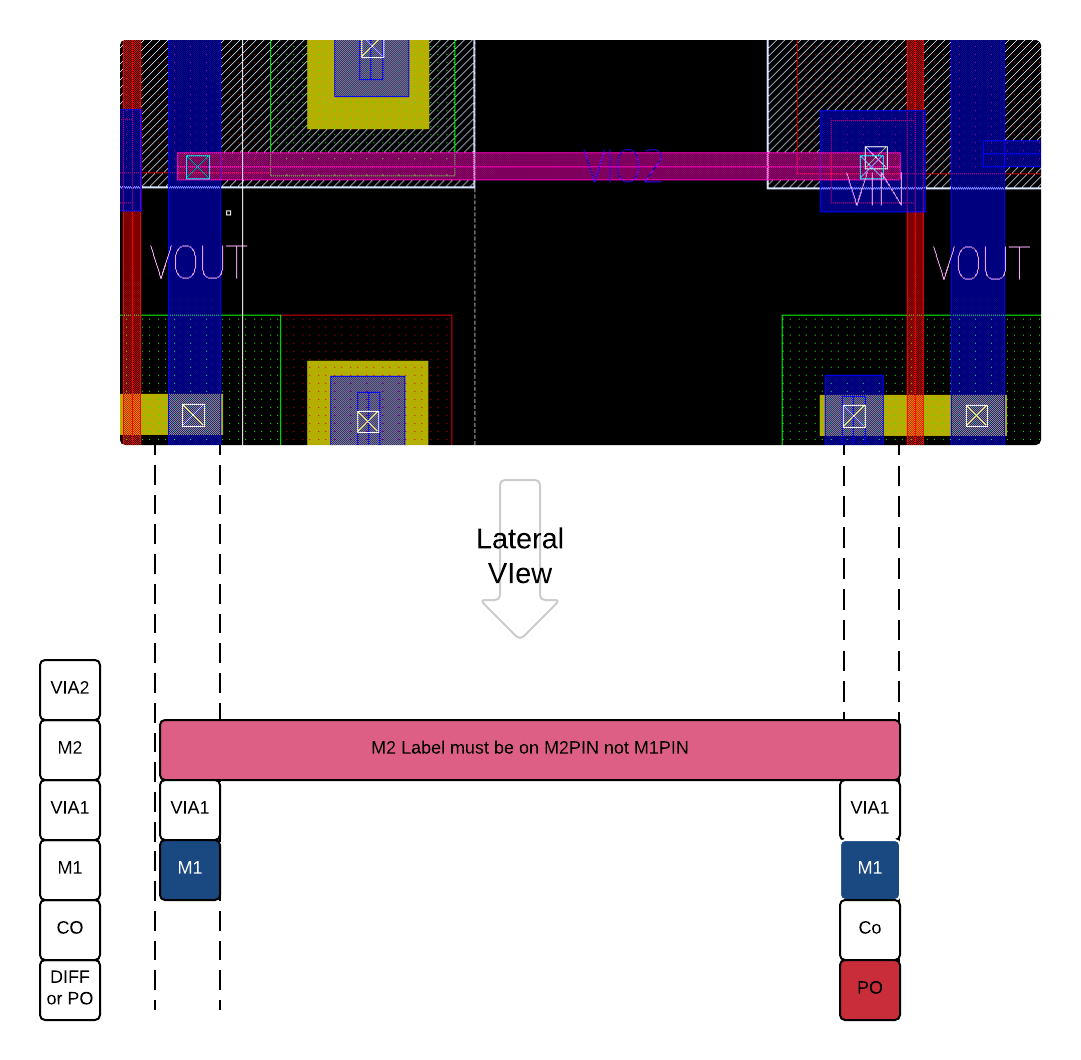 VIO2
VIN
VOUT
VOUT
Lateral
VIew
VIA2
M2
M2 Label must be on M2PIN not M1PIN
VIA1
VIA1
VIA1
M1
M1
M1
CO
Co
DIFF
or PO
PO